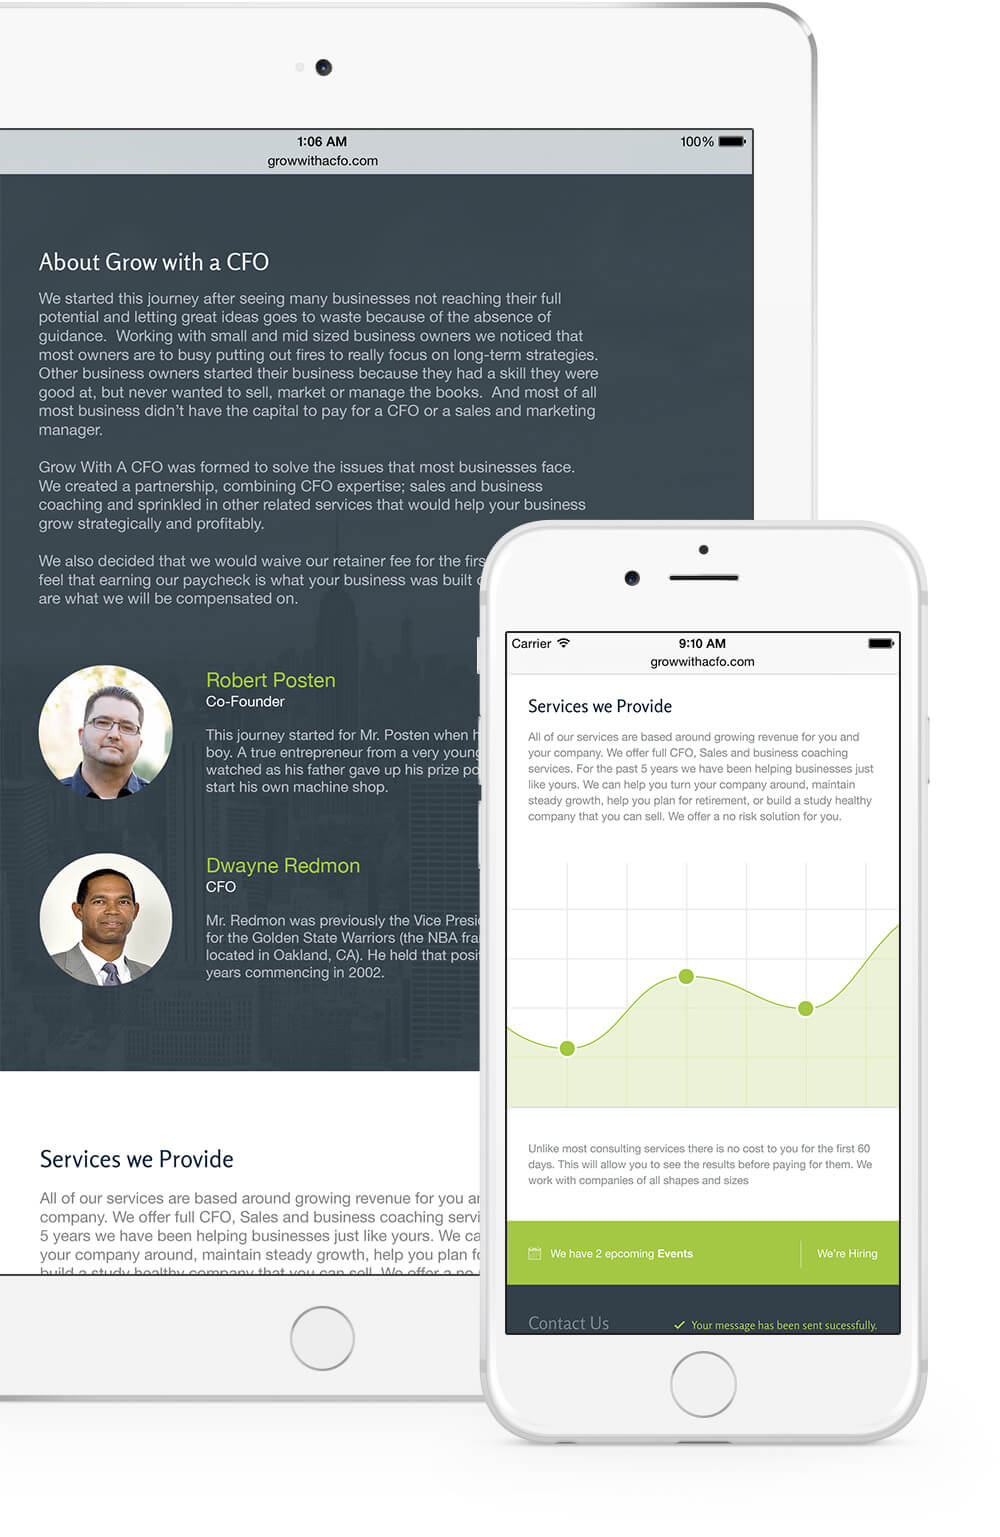 1:06 AM
100%
growwithacfo.com
About Grow with a CFO
We started this journey after seeing many businesses not reaching their full
potential and letting great ideas goes to waste because of the absence of
guidance.  Working with small and mid sized business owners we noticed that
most owners are to busy putting out fires to really focus on long-term strategies.
Other business owners started their business because they had a skill they were
good at, but never wanted to sell, market or manage the books.  And most of all
most business didn't have the capital to pay for a CFO or a sales and marketing
manager.
Grow With A CFO was formed to solve the issues that most businesses face.
We created a partnership, combining CFO expertise; sales and business
coaching and sprinkled in other related services that would help your business
grow strategically and profitably.
We also decided that we would waive our retainer fee for the firs
feel that earning our paycheck is what your business was built
are what we will be compensated on.
Robert Posten
Co-Founder
This journey started for Mr. Posten when
boy. A true entrepreneur from a very young
watched as his father gave up his prize po
start his own machine shop.
Dwayne Redmon
CFO
Mr. Redmon was previously the Vice Presi
for the Golden State Warriors (the NBA fra
located in Oakland, CA). He held that posi
years commencing in 2002.
Services we Provide
All of our services are based around growing revenue for you a
company. We offer full CFO, Sales and business coaching servi
5 years we have been helping businesses just like yours. We ca
your company around, maintain steady growth, help you plan fo
build a study healthy company that you can sell. We offer a no
Carrier
9:10 AM
growwithacfo.com
Services we Provide
All of our services are based around growing revenue for you and
your company. We offer full CFO, Sales and business coaching
services. For the past 5 years we have been helping businesses just
like yours. We can help you turn your company around, maintain
steady growth, help you plan for retirement, or build a study healthy
company that you can sell. We offer a no risk solution for you.
Unlike most consulting services there is no cost to you for the first 60
days. This will allow you to see the results before paying for them. We
work with companies of all shapes and sizes
We have 2 epcoming Events
We're Hiring
Contact Us
Your message has been sent sucessfully.